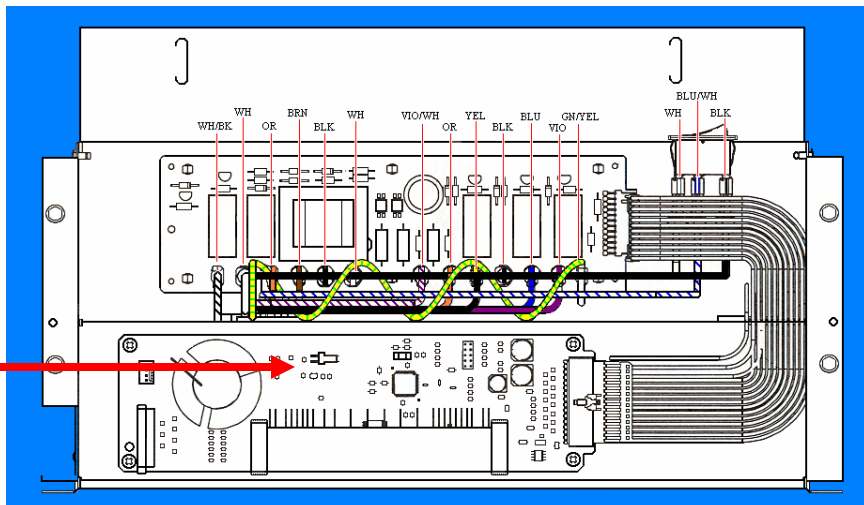 BLU/WH
WH
BLK
WH
BRN
WH
VIO/WH
YEL
BLU
GN/YEL
WH/BK
OR
BLK
OR
BLK
VIO